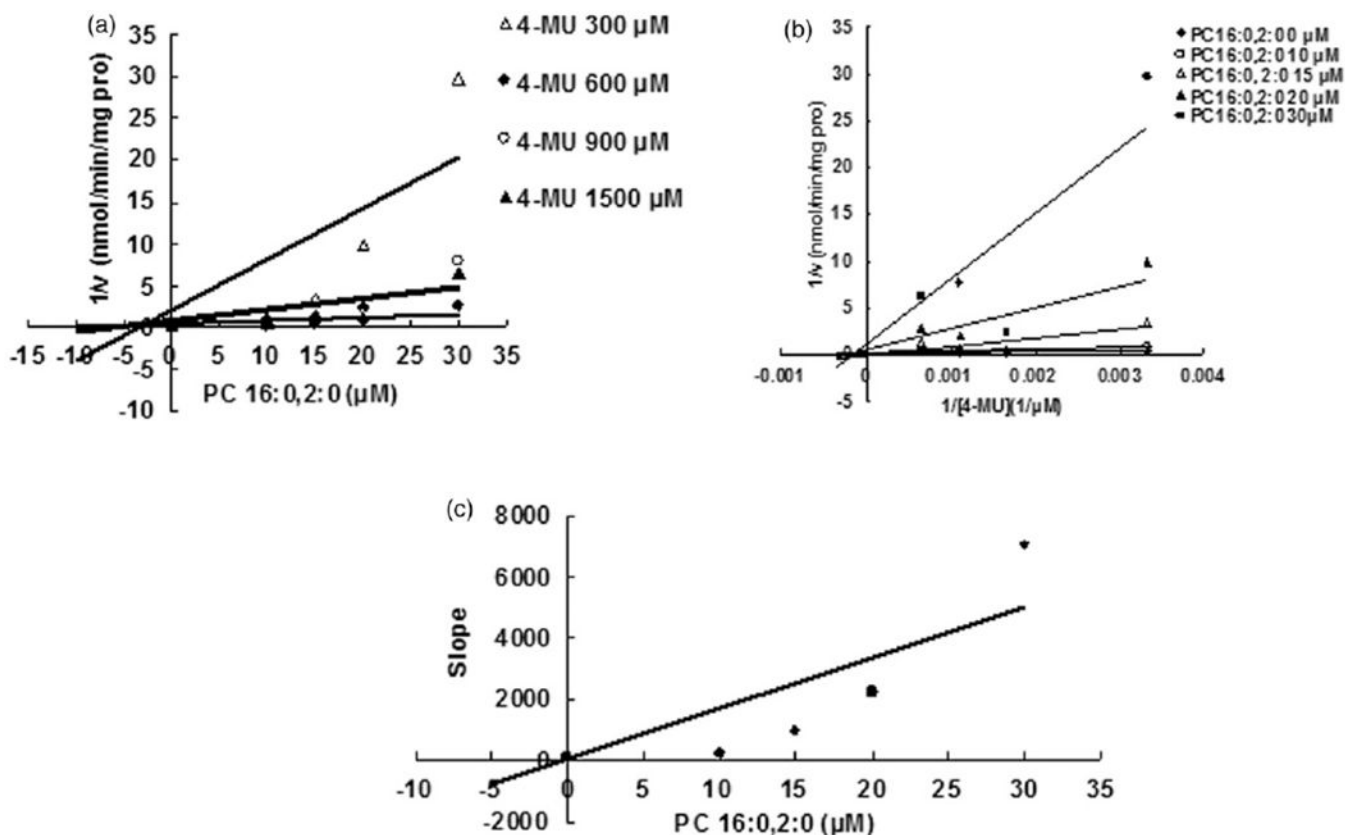 (a)
35
30
25
20
15
10
5
0
-5
-10
-15 -10 -5 0 5 10 15 20 25 30 35
1/v (nmol/min/mg pro)
PC 16:0,2:0 (µM)
4-MU 300 µM
4-MU 600 µM
4-MU 900 µM
4-MU 1500 µM
(b)
35
30
25
20
15
10
5
0
-5
-0.001 0 0.001 0.002 0.003 0.004
1/v (nmol/min/mg pro)
1/[4-MU](1/µM)
PC16:0,2:00 µM
PC16:0,2:010 µM
PC16:0,2:015 µM
PC16:0,2:020 µM
PC16:0,2:030µM
(c)
8000
6000
4000
2000
0
-2000
-10 -5 0 5 10 15 20 25 30 35
Slope
PC 16:0,2:0 (µM)